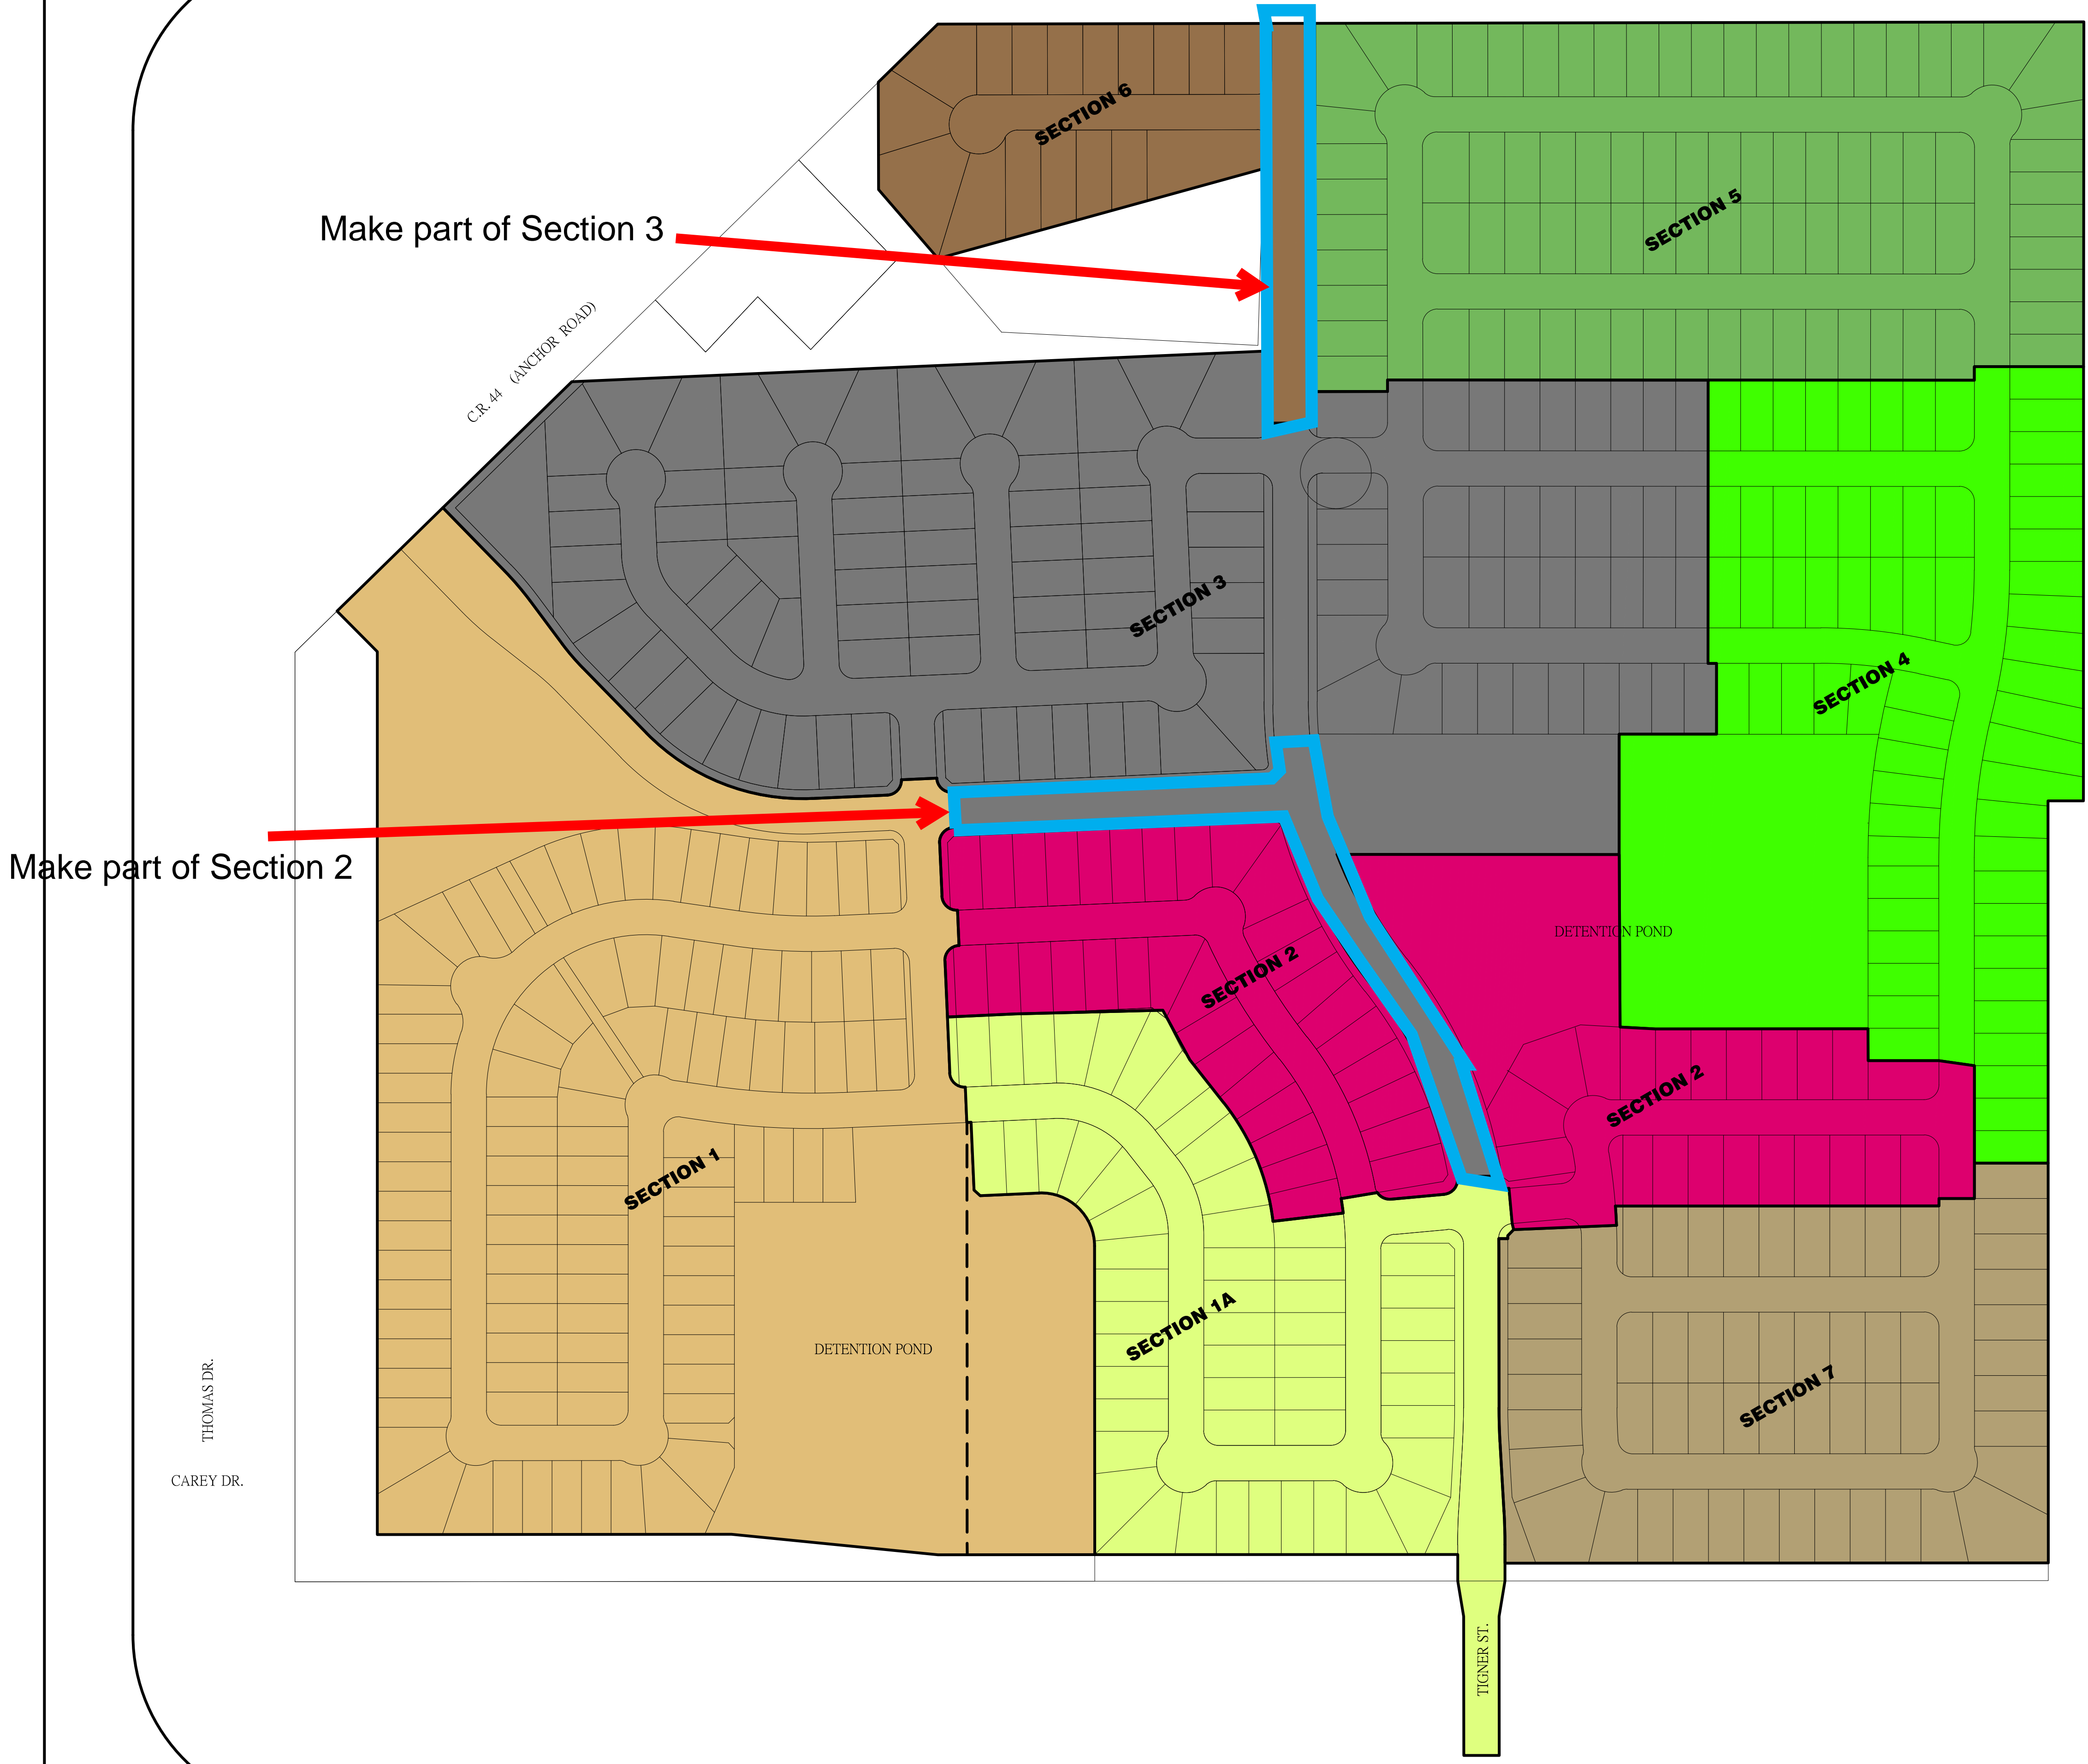 SECTION 6
Make part of Section 3
SECTION 5
C.R. 44 (ANCHOR ROAD)
SECTION 3
SECTION 4
Make part of Section 2
DETENTION POND
SECTION 2
SECTION 2
SECTION 1
SECTION 1A
DETENTION POND
SECTION 7
THOMAS DR.
CAREY DR.
TIGNER ST.